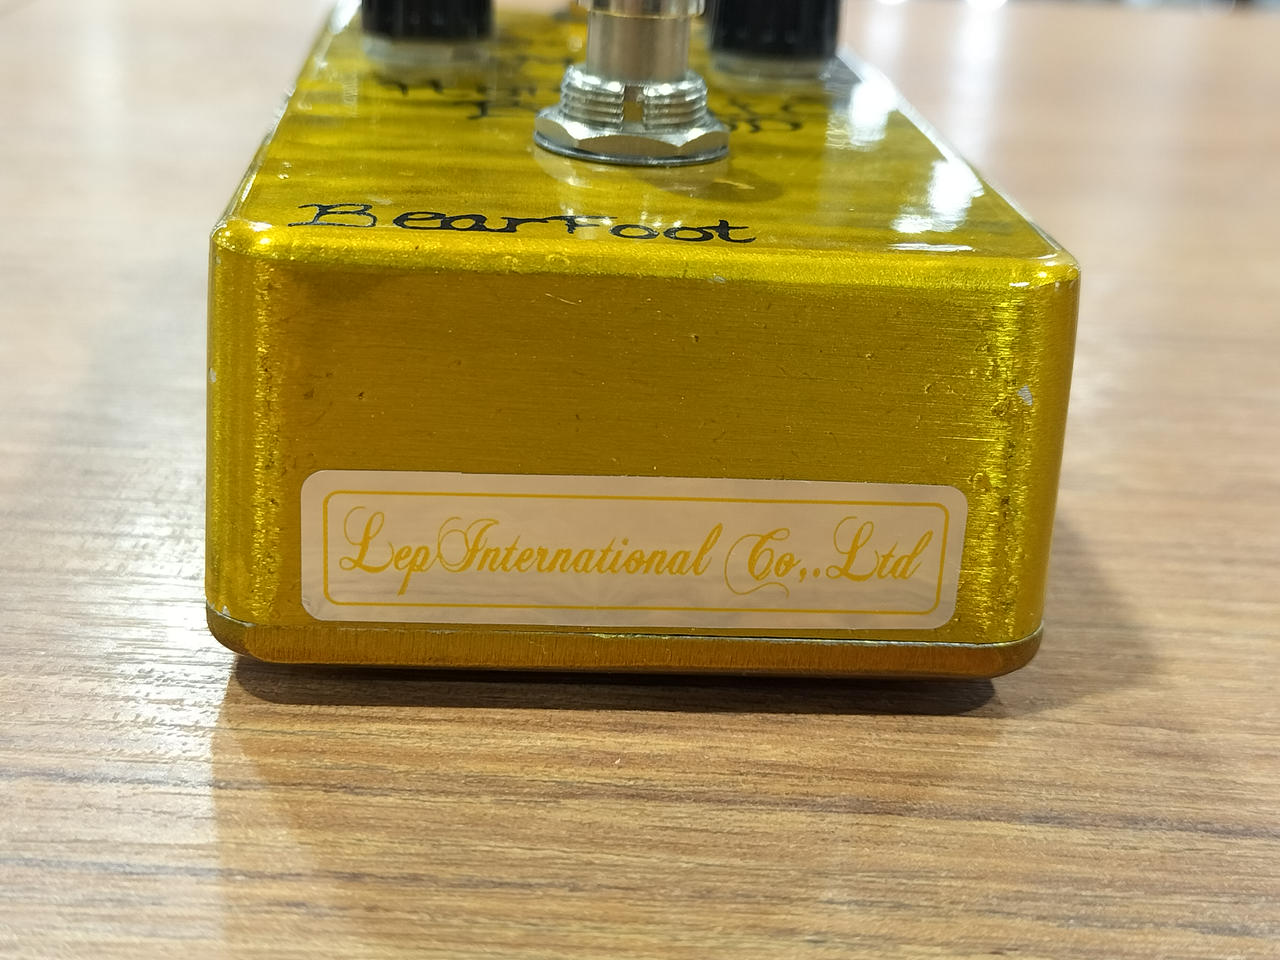 BearFoot
Lep International Co,.Ltd